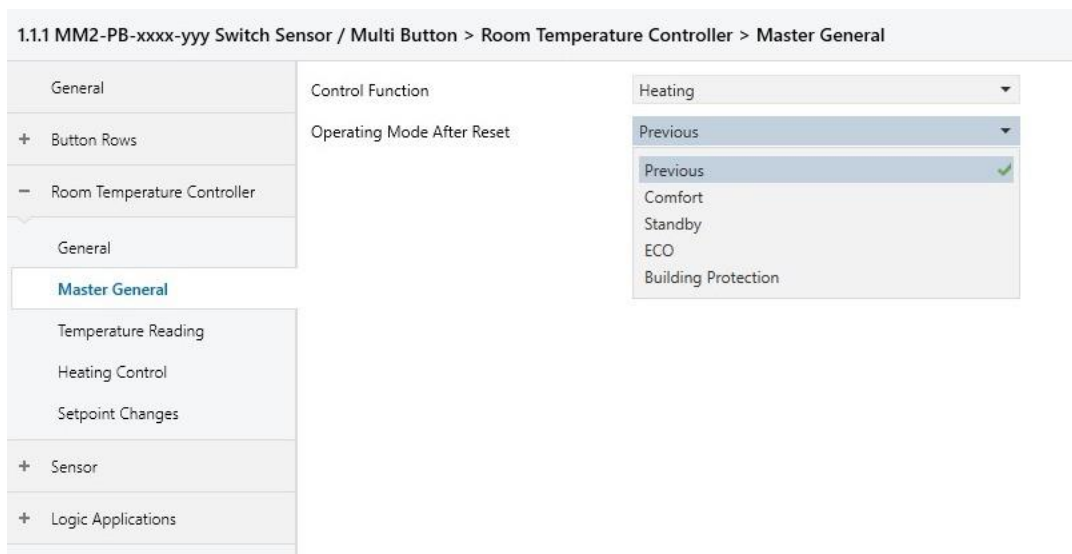 1.1.1 MM2-PB-xxxx-yyy Switch Sensor / Multi Button > Room Temperature Controller > Master General
General
+ Button Rows
− Room Temperature Controller
General
Master General
Temperature Reading
Heating Control
Setpoint Changes
+ Sensor
+ Logic Applications
Control Function Heating
Operating Mode After Reset Previous
Previous
Comfort
Standby
ECO
Building Protection